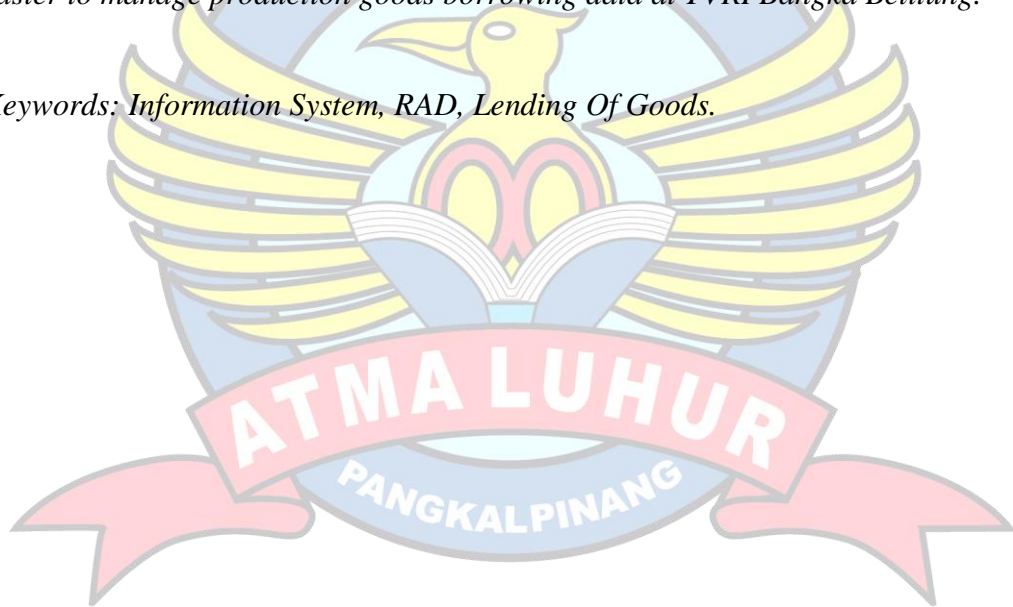 easier to manage production goods borrowing data at TVRI Bangka Belitung.
Keywords: Information System, RAD, Lending Of Goods.
ATMA LUHUR
PANGKALPINANG